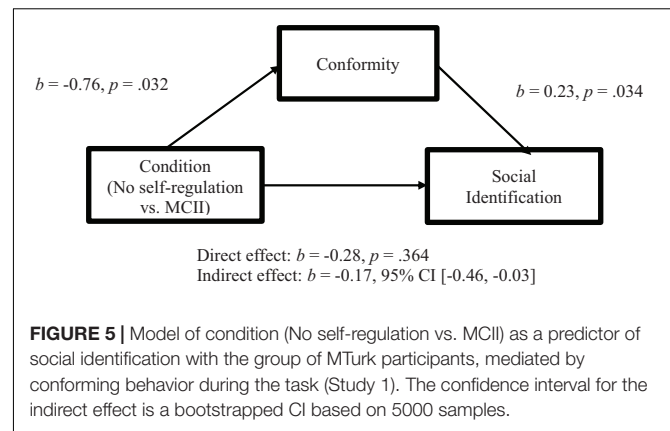 Conformity
b = -0.76, p = .032
b = 0.23, p = .034
Condition
(No self-regulation
vs. MCII)
Social
Identification
Direct effect: b = -0.28, p = .364
Indirect effect: b = -0.17, 95% CI [-0.46, -0.03]
FIGURE 5 | Model of condition (No self-regulation vs. MCII) as a predictor of
social identification with the group of MTurk participants, mediated by
conforming behavior during the task (Study 1). The confidence interval for the
indirect effect is a bootstrapped CI based on 5000 samples.